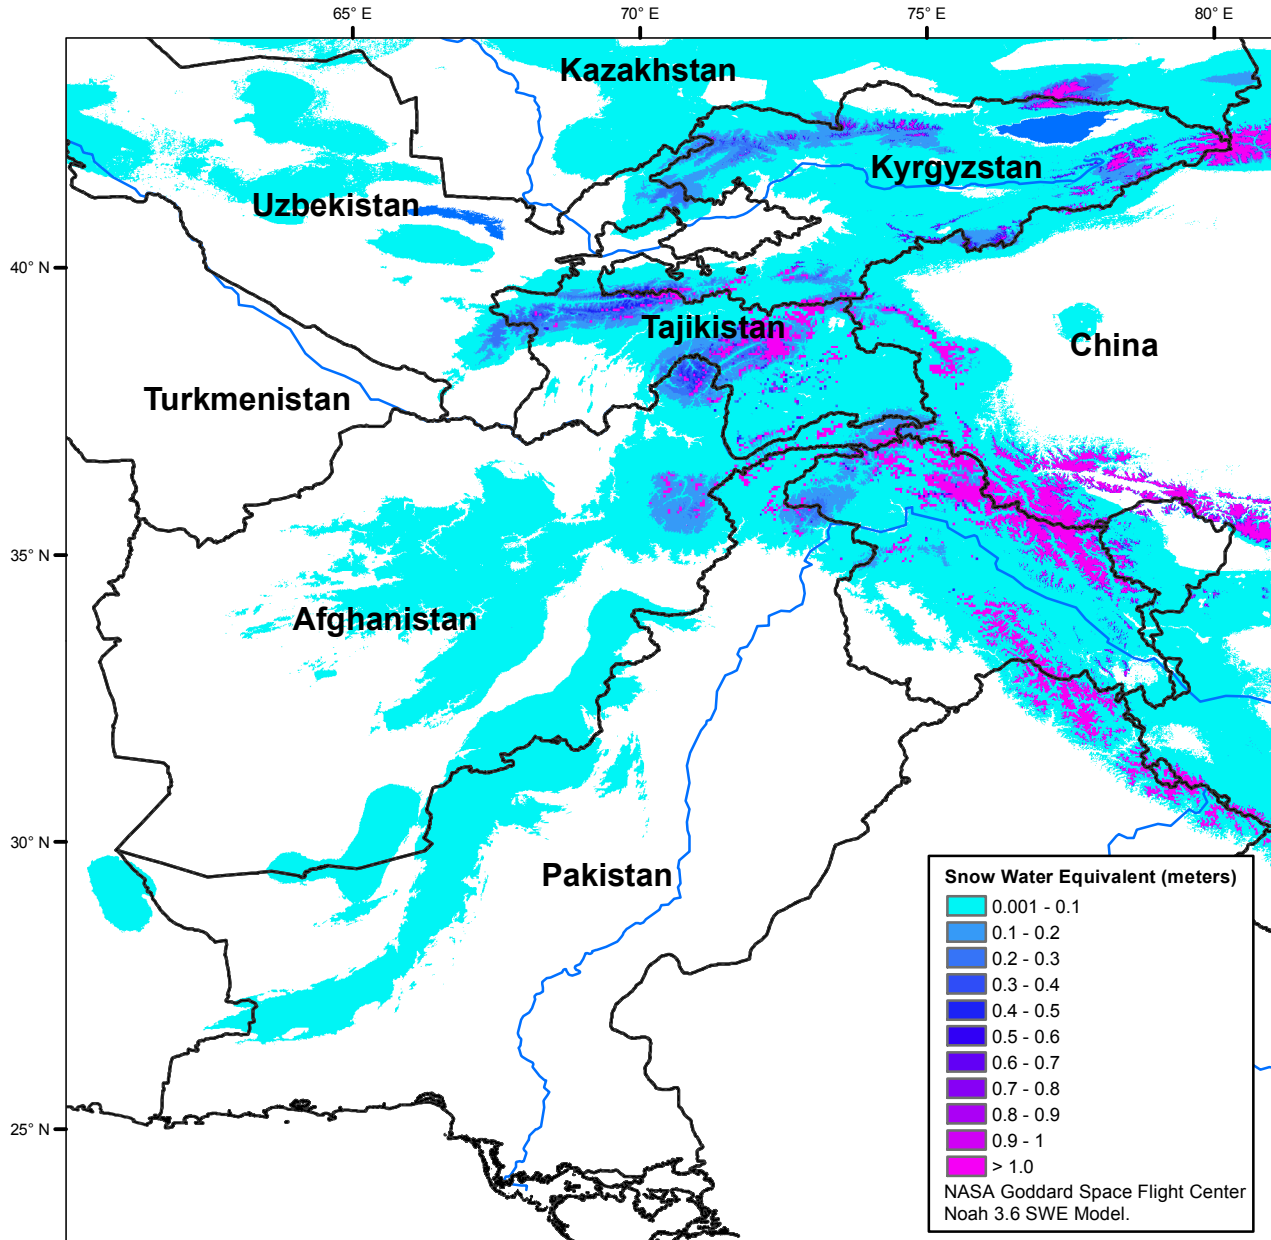 65° E
70° E
75° E
80° E
Kazakhstan
Kyrgyzstan
Uzbekistan
40° N
Tajikistan
China
Turkmenistan
35° N
Afghanistan
30° N
Pakistan
Snow Water Equivalent (meters)
0.001 - 0.1
0.1 - 0.2
0.2 - 0.3
0.3 - 0.4
0.4 - 0.5
0.5 - 0.6
0.6 - 0.7
0.7 - 0.8
0.8 - 0.9
0.9 - 1
> 1.0
NASA Goddard Space Flight Center
Noah 3.6 SWE Model.
25° N